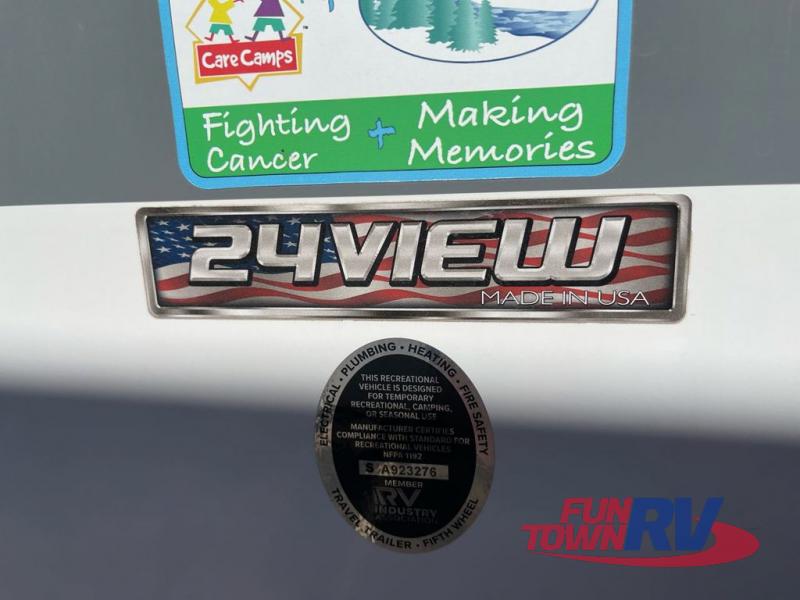 Care Camps
Fighting Cancer
+
Making Memories
24VIEW
MADE IN USA
ELECTRICAL • PLUMBING • HEATING • FIRE SAFETY
THIS RECREATIONAL
VEHICLE IS DESIGNED
FOR TEMPORARY
RECREATIONAL, CAMPING,
OR SEASONAL USE
MANUFACTURER CERTIFIES
COMPLIANCE WITH STANDARD FOR
RECREATIONAL VEHICLES
NFPA 1192
S A923276
MEMBER
RV
INDUSTRY
ASSOCIATION
TRAVEL TRAILER • FIFTH WHEEL
FUN
TOWN RV